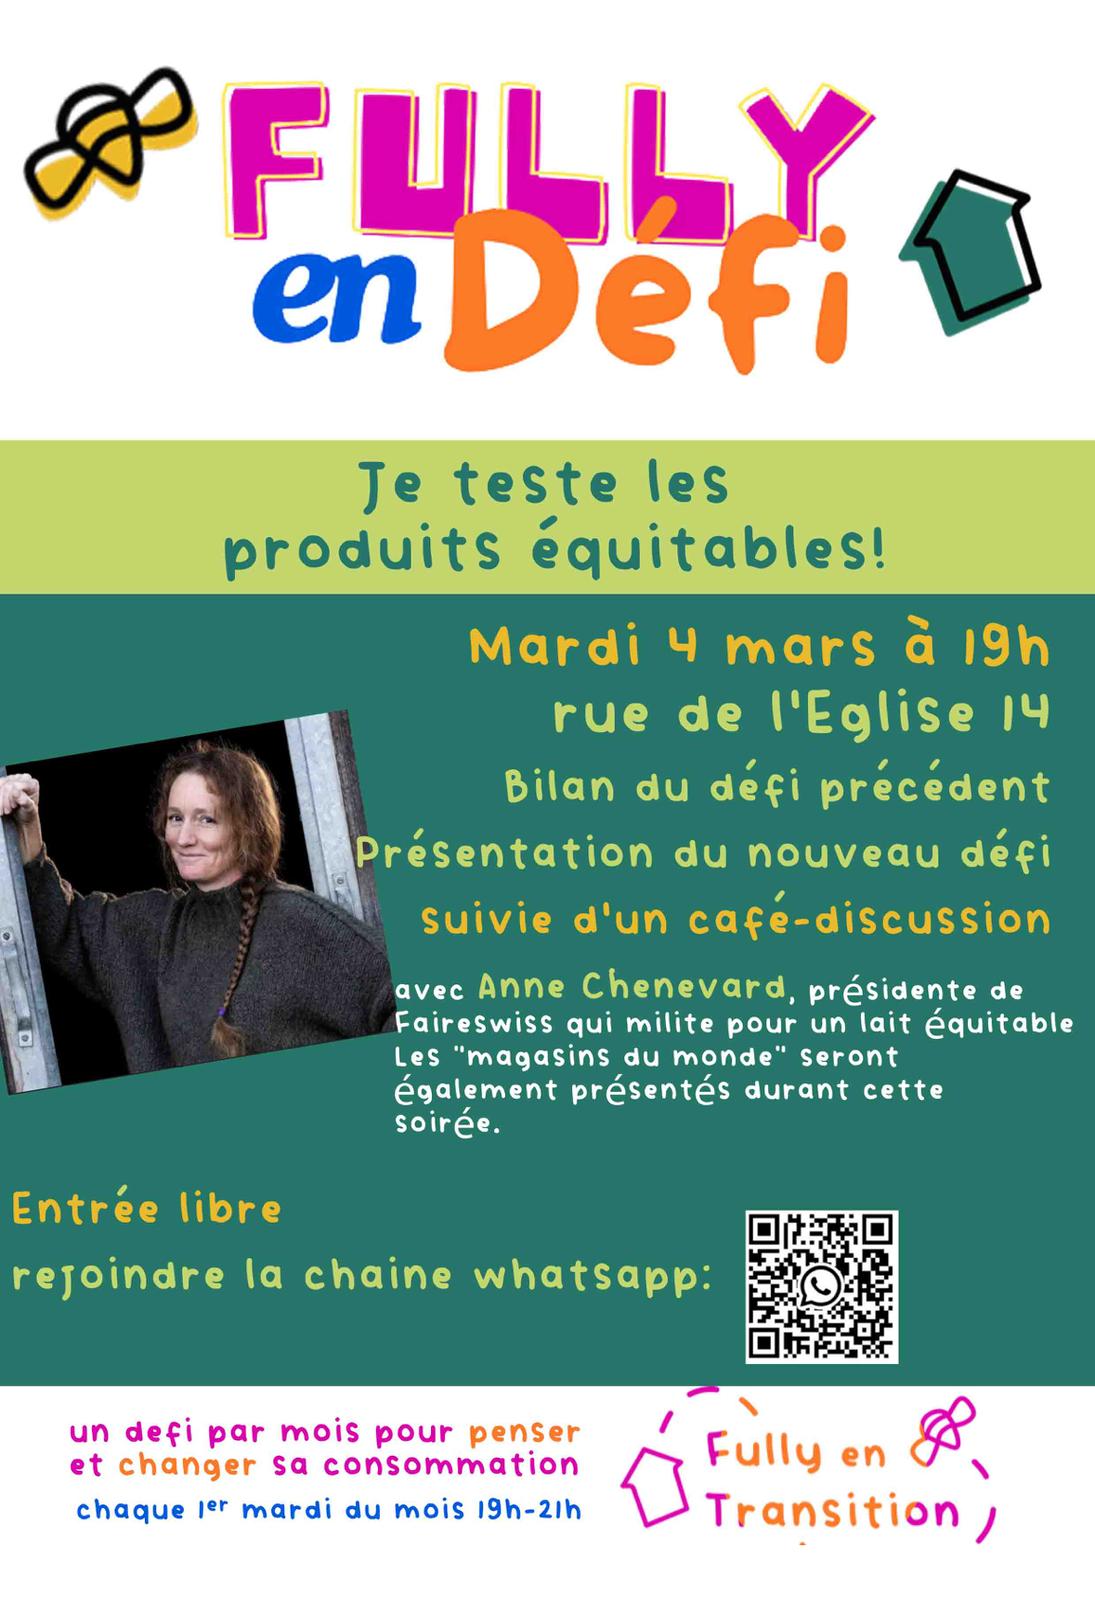 FULLY
en Défi
Je teste les
produits équitables!
Mardi 4 mars à 19h
rue de l'Eglise 14
Bilan du défi précédent
Présentation du nouveau défi
suivie d'un café-discussion
avec Anne Chenevard, présidente de
Faireswiss qui milite pour un lait équitable
Les "magasins du monde" seront
également présentés durant cette
soirée.
Entrée libre
rejoindre la chaine whatsapp:
un defi par mois pour penser
et changer sa consommation
chaque 1er mardi du mois 19h-21h
Fully en
Transition